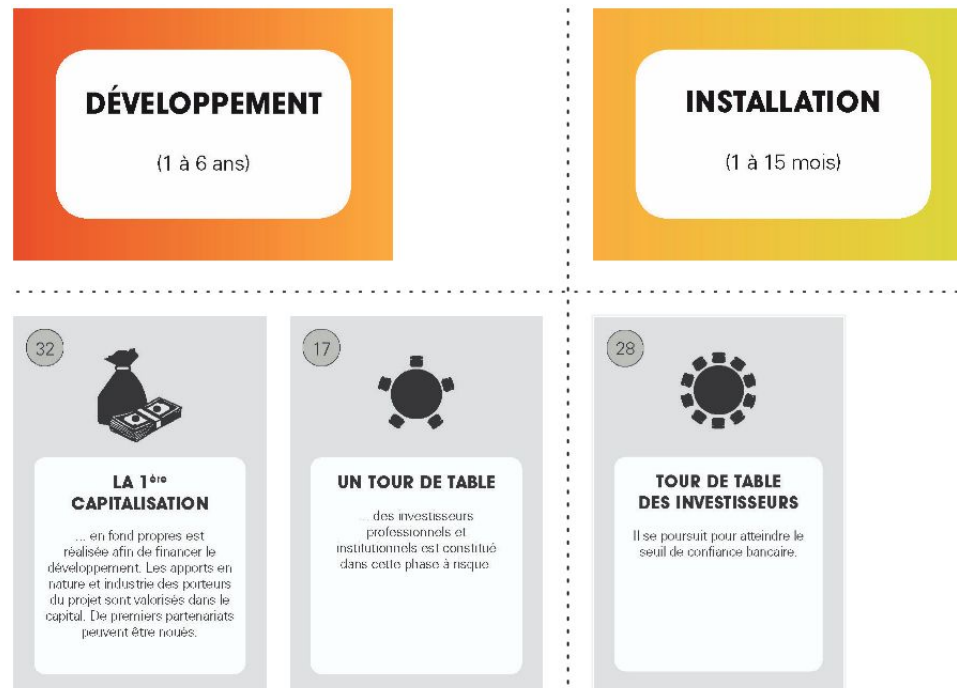 DÉVELOPPEMENT
(1 à 6 ans)
INSTALLATION
(1 à 15 mois)
32
LA 1ère
CAPITALISATION
... en fond propres est
réalisée afin de financer le
développement. Les apports en
nature et industrie des porteurs
du projet sont valorisés dans le
capital. De premiers partenariats
peuvent être noués.
17
UN TOUR DE TABLE
... des investisseurs
professionnels et
institutionnels est constitué
dans cette phase à risque
28
TOUR DE TABLE
DES INVESTISSEURS
Il se poursuit pour atteindre le
seuil de confiance bancaire.